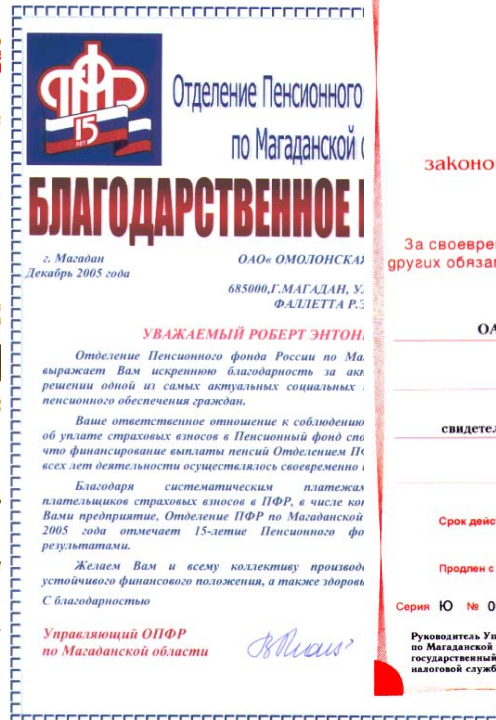 ПФР
15
ЛЕТ
Отделение Пенсионного
по Магаданской
БЛАГОДАРСТВЕННОЕ
г. Магадан
Декабрь 2005 года
ОАО« ОМОЛОНСКАЯ
685000,Г.МАГАДАН, У
ФАЛЛЕТТА Р.Э
УВАЖАЕМЫЙ РОБЕРТ ЭНТОН
Отделение Пенсионного фонда России по Ма
выражает Вам искреннюю благодарность за ак
решении одной из самых актуальных социальных
пенсионного обеспечения граждан.
Ваше ответственное отношение к соблюдению
об уплате страховых взносов в Пенсионный фонд спо
что финансирование выплаты пенсий Отделением ПФ
всех лет деятельности осуществлялось своевременно
Благодаря систематическим платежам
плательщиков страховых взносов в ПФР, в числе ко
Вами предприятие, Отделение ПФР по Магаданской
2005 года отмечает 15-летие Пенсионного фо
результатами.
Желаем Вам и всему коллективу производ
устойчивого финансового положения, а также здоровь
С благодарностью
Управляющий ОПФР
по Магаданской области
законо
За своевре
других обяза
ОА
свидетел
Срок дейс
Продлен с
Серия Ю № 0
Руководитель Уп
по Магаданской
государственный
налоговой служб